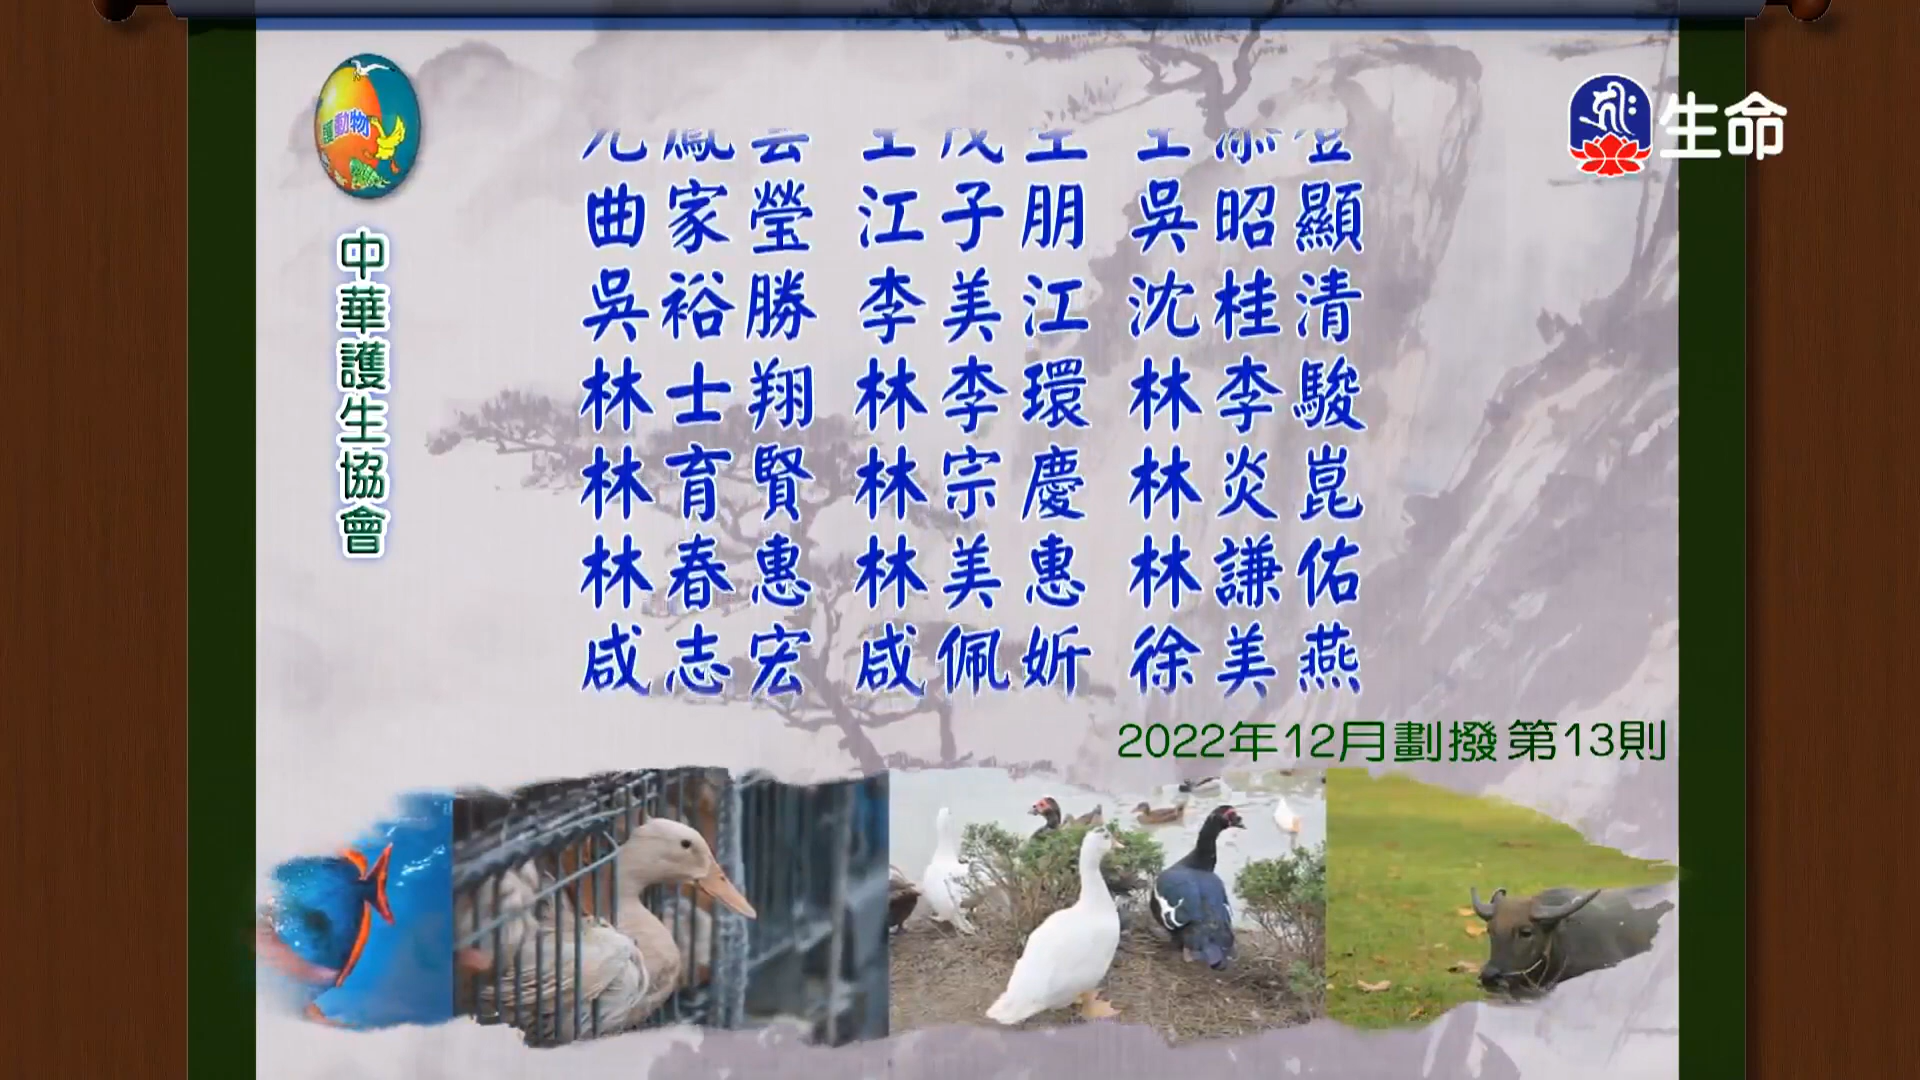 護動物
生命
中華護生協會
曲家瑩 江子朋 吳昭顯
吳裕勝 李美江 沈桂清
林士翔 林李環 林李駿
林育賢 林宗慶 林炎崑
林春惠 林美惠 林謙佑
咸志宏 咸佩妡 徐美燕
2022年12月劃撥第13則